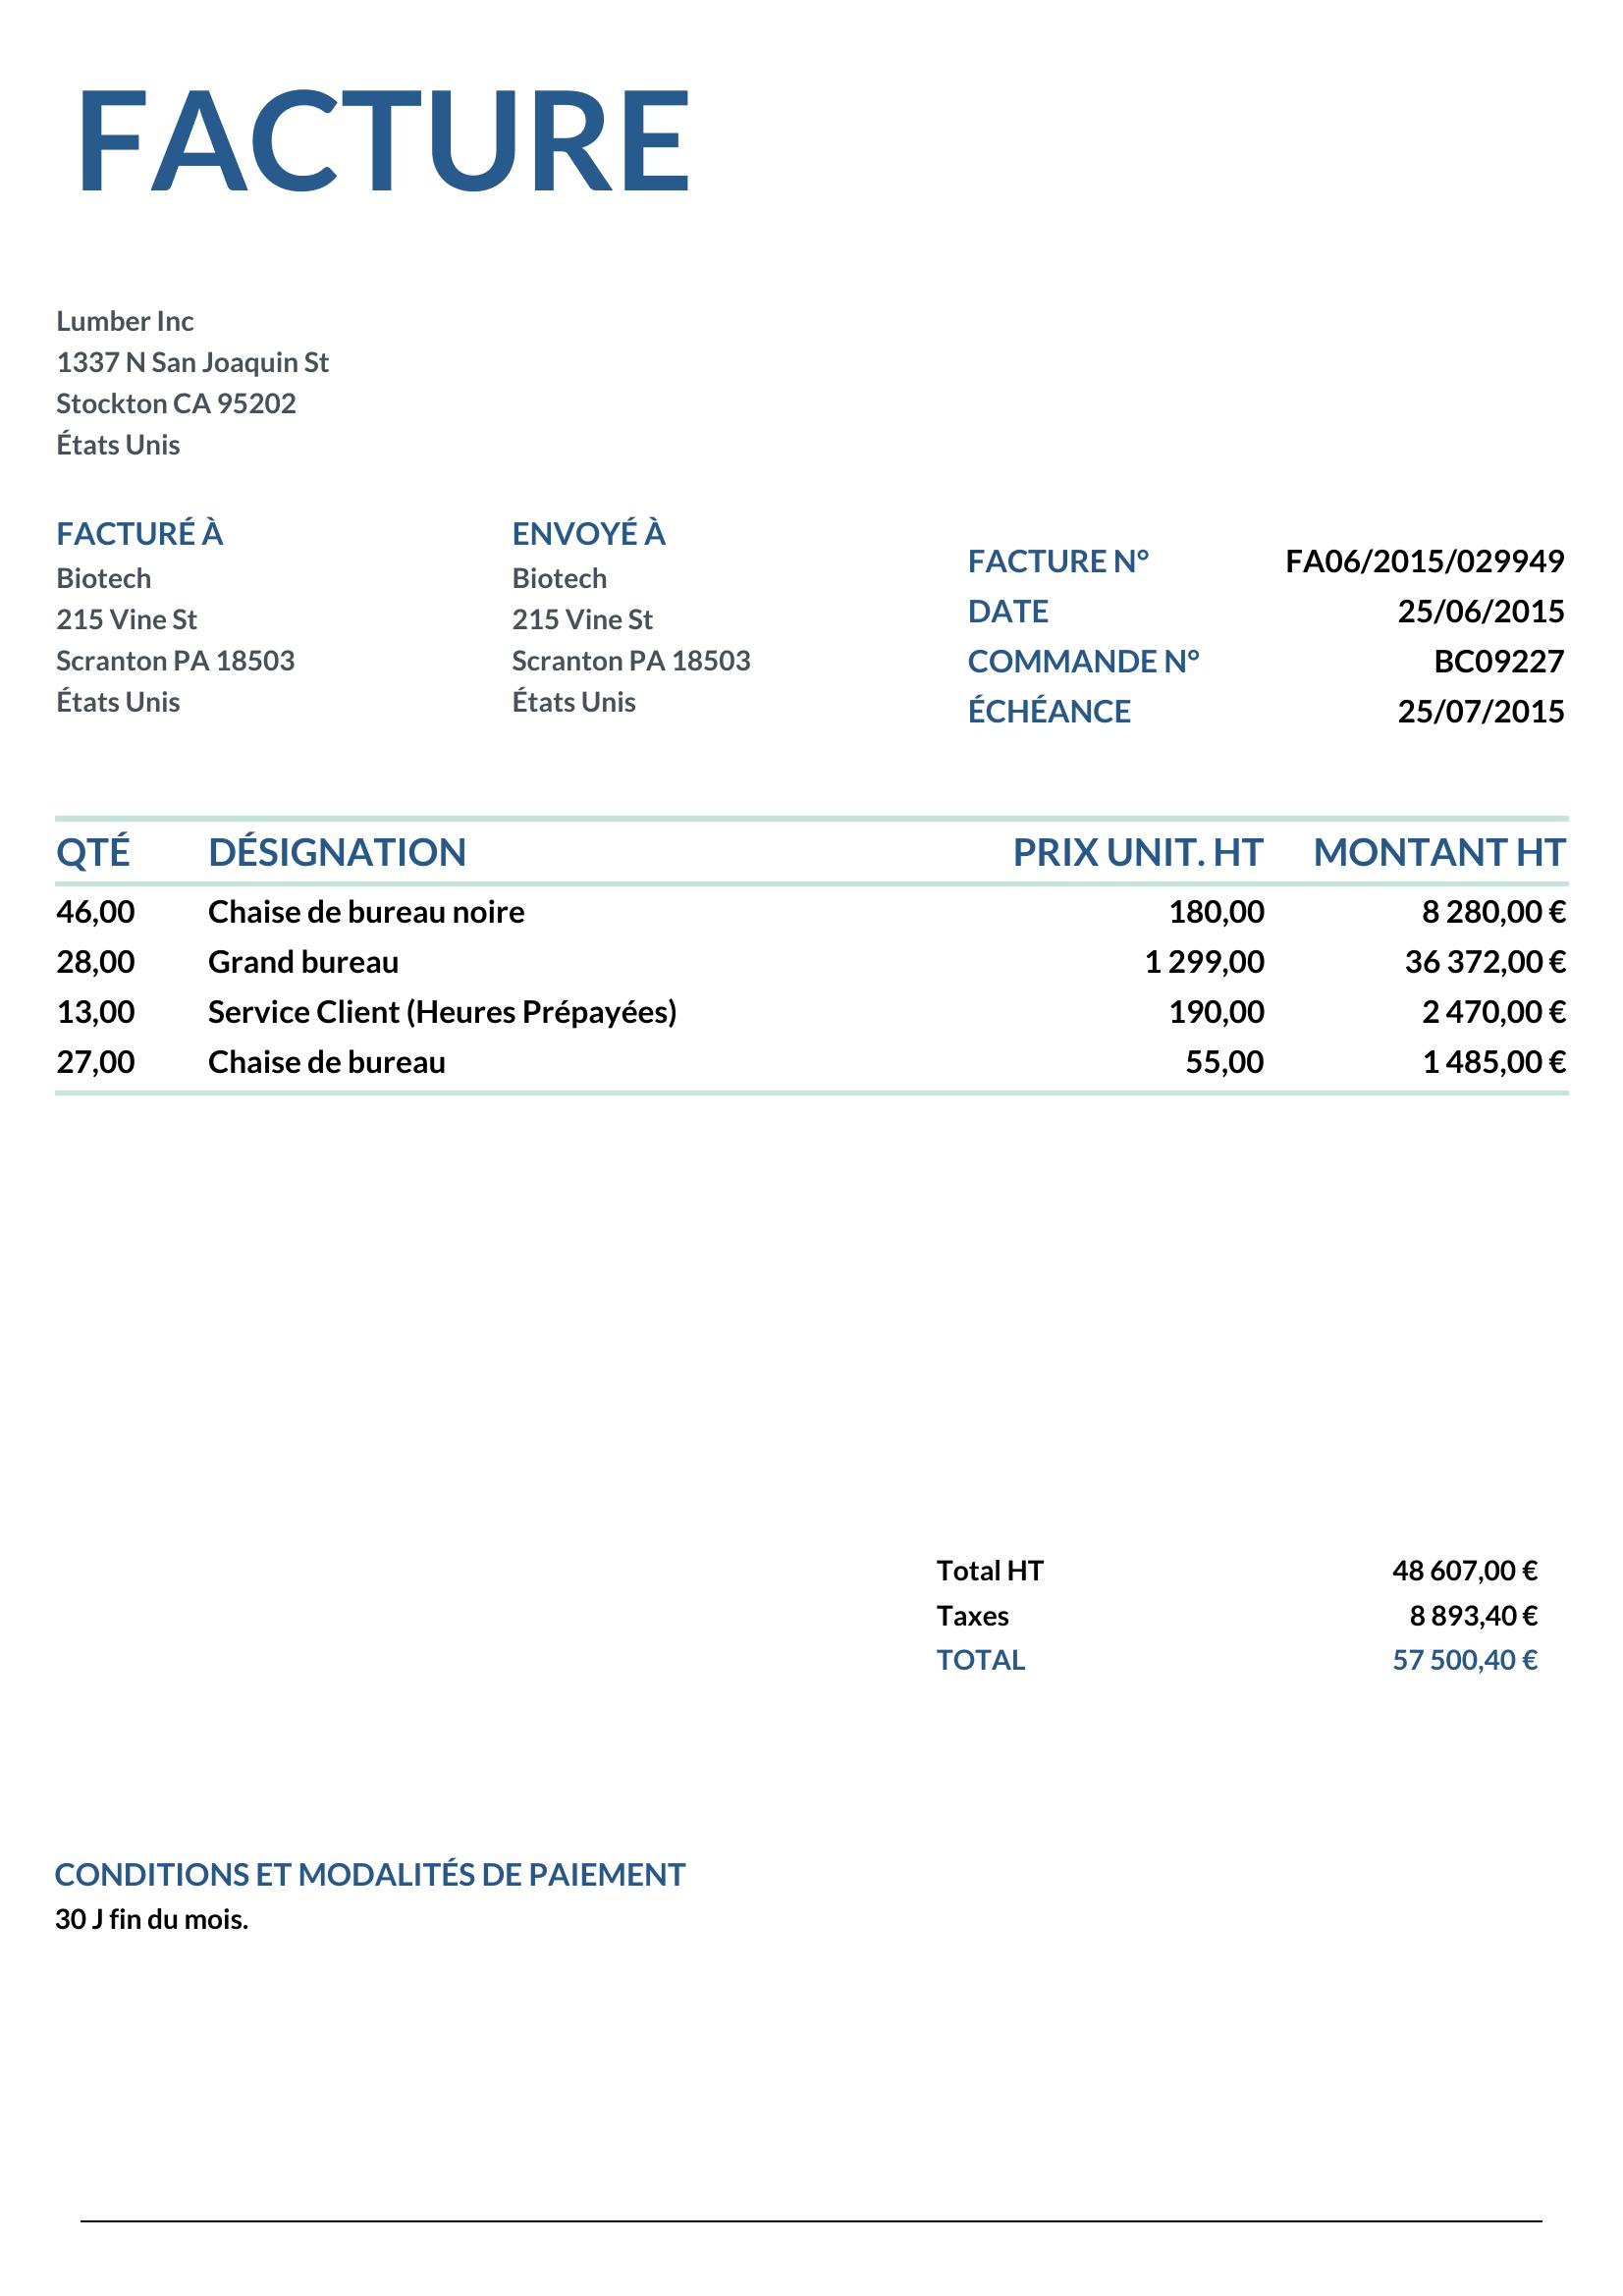 FACTURE
Lumber Inc
1337 N San Joaquin St
Stockton CA 95202
États Unis
FACTURÉ À
Biotech
215 Vine St
Scranton PA 18503
États Unis
ENVOYÉ À
Biotech
215 Vine St
Scranton PA 18503
États Unis
FACTURE N° FA06/2015/029949
DATE 25/06/2015
COMMANDE N° BC09227
ÉCHÉANCE 25/07/2015
QTÉ DÉSIGNATION PRIX UNIT. HT MONTANT HT
46,00 Chaise de bureau noire 180,00 8 280,00 €
28,00 Grand bureau 1 299,00 36 372,00 €
13,00 Service Client (Heures Prépayées) 190,00 2 470,00 €
27,00 Chaise de bureau 55,00 1 485,00 €
Total HT 48 607,00 €
Taxes 8 893,40 €
TOTAL 57 500,40 €
CONDITIONS ET MODALITÉS DE PAIEMENT
30 J fin du mois.